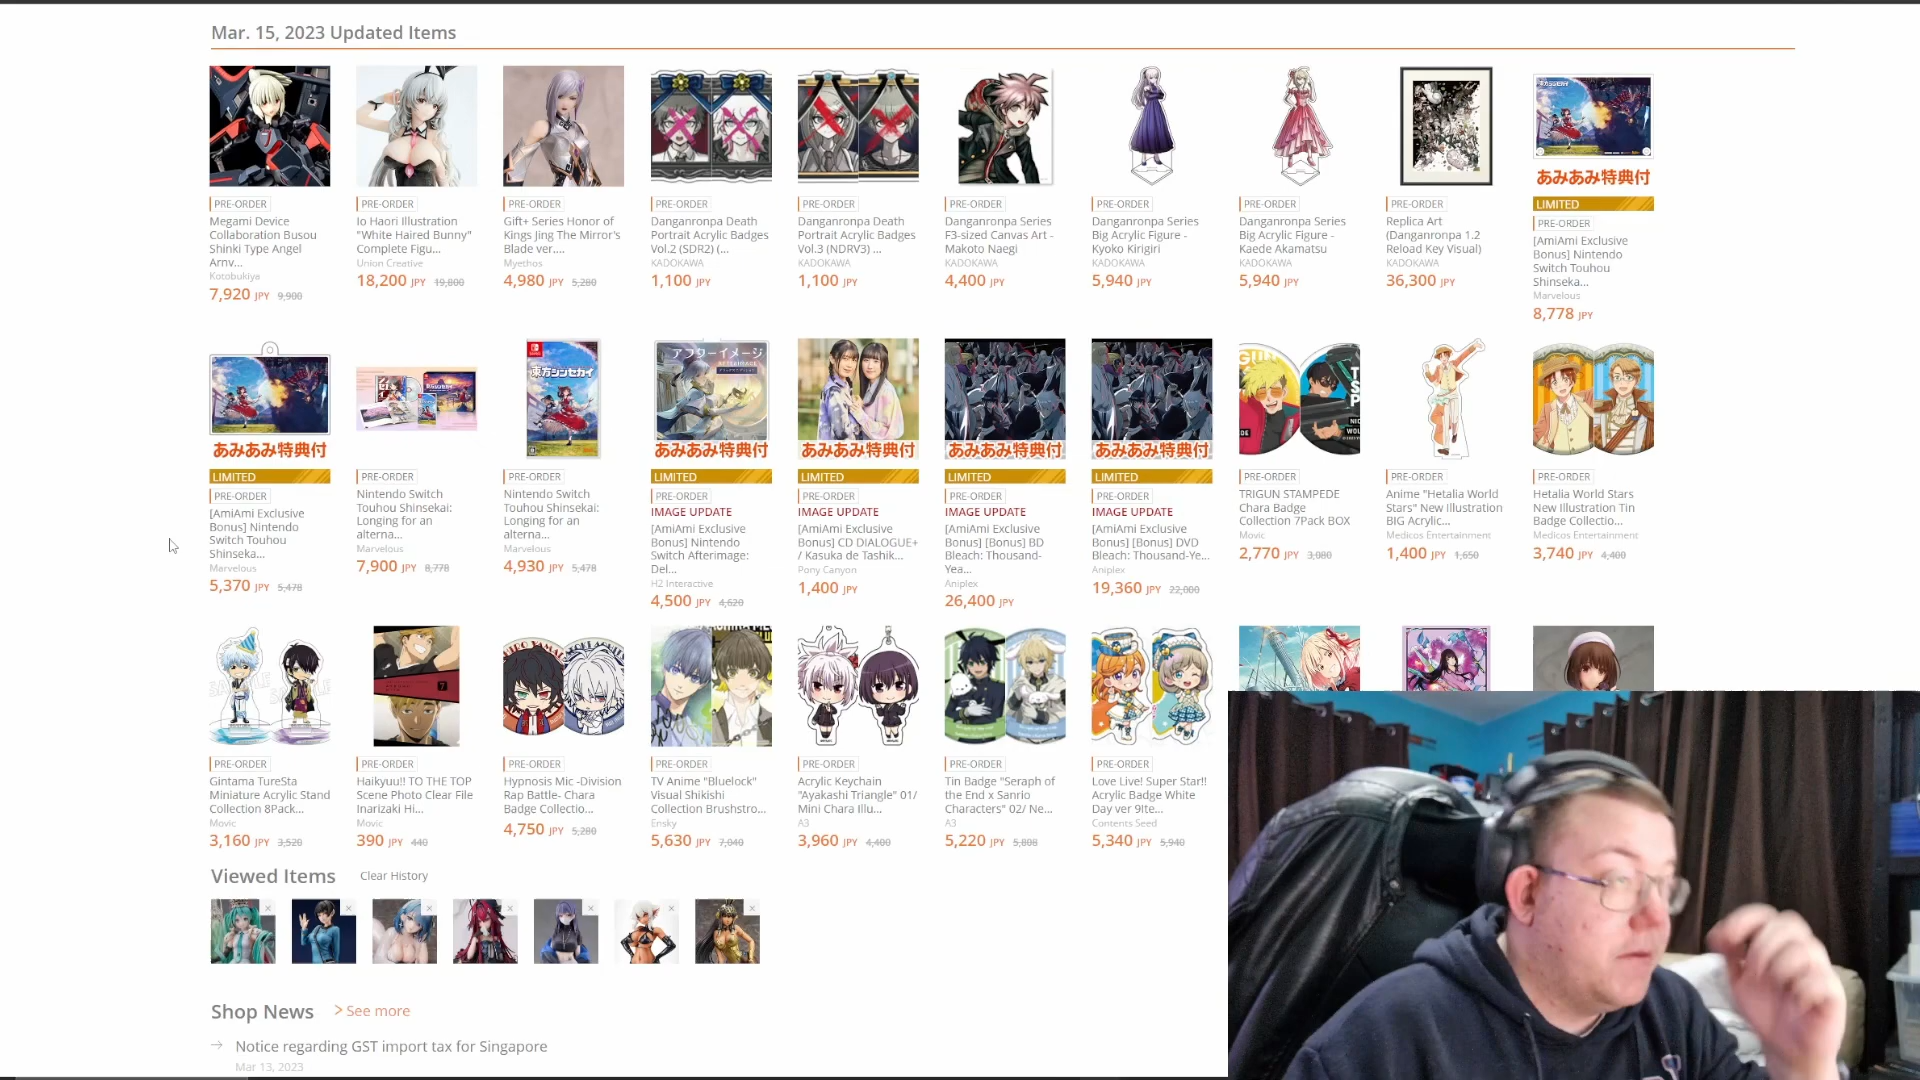 Mar. 15, 2023 Updated Items
PRE-ORDER
Megami Device
Collaboration Busou
Shinki Type Angel
Arnv...
Kotobukiya
7,920 JPY 9,900
PRE-ORDER
Io Haori Illustration
"White Haired Bunny"
Complete Figu...
Union Creative
18,200 JPY 19,800
PRE-ORDER
Gift+ Series Honor of
Kings Jing The Mirror's
Blade ver....
Myethos
4,980 JPY 5,280
PRE-ORDER
Danganronpa Death
Portrait Acrylic Badges
Vol.2 (SDR2) (...
KADOKAWA
1,100 JPY
PRE-ORDER
Danganronpa Death
Portrait Acrylic Badges
Vol.3 (NDRV3) ...
KADOKAWA
1,100 JPY
PRE-ORDER
Danganronpa Series
F3-sized Canvas Art -
Makoto Naegi
KADOKAWA
4,400 JPY
PRE-ORDER
Danganronpa Series
Big Acrylic Figure -
Kyoko Kirigiri
KADOKAWA
5,940 JPY
PRE-ORDER
Danganronpa Series
Big Acrylic Figure -
Kaede Akamatsu
KADOKAWA
5,940 JPY
PRE-ORDER
Replica Art
(Danganronpa 1.2
Reload Key Visual)
KADOKAWA
36,300 JPY
あみあみ特典付
LIMITED
PRE-ORDER
[AmiAmi Exclusive
Bonus] Nintendo
Switch Touhou
Shinseka...
Marvelous
8,778 JPY
あみあみ特典付
LIMITED
PRE-ORDER
[AmiAmi Exclusive
Bonus] Nintendo
Switch Touhou
Shinseka...
Marvelous
5,370 JPY 5,478
PRE-ORDER
Nintendo Switch
Touhou Shinsekai:
Longing for an
alterna...
Marvelous
7,900 JPY 8,778
東方シンセカイ
PRE-ORDER
Nintendo Switch
Touhou Shinsekai:
Longing for an
alterna...
Marvelous
4,930 JPY 5,478
アフターイメージ
あみあみ特典付
LIMITED
PRE-ORDER
IMAGE UPDATE
[AmiAmi Exclusive
Bonus] Nintendo
Switch Afterimage:
Del...
H2 Interactive
4,500 JPY 4,620
あみあみ特典付
LIMITED
PRE-ORDER
IMAGE UPDATE
[AmiAmi Exclusive
Bonus] CD DIALOGUE+
/ Kasuka de Tashik...
Pony Canyon
1,400 JPY
あみあみ特典付
LIMITED
PRE-ORDER
IMAGE UPDATE
[AmiAmi Exclusive
Bonus] [Bonus] BD
Bleach: Thousand-
Yea...
Aniplex
26,400 JPY
あみあみ特典付
LIMITED
PRE-ORDER
IMAGE UPDATE
[AmiAmi Exclusive
Bonus] [Bonus] DVD
Bleach: Thousand-Ye...
Aniplex
19,360 JPY 22,000
PRE-ORDER
TRIGUN STAMPEDE
Chara Badge
Collection 7Pack BOX
Movic
2,770 JPY 3,080
PRE-ORDER
Anime "Hetalia World
Stars" New Illustration
BIG Acrylic...
Medicos Entertainment
1,400 JPY 1,650
PRE-ORDER
Hetalia World Stars
New Illustration Tin
Badge Collectio...
Medicos Entertainment
3,740 JPY 4,400
PRE-ORDER
Gintama TureSta
Miniature Acrylic Stand
Collection 8Pack...
Movic
3,160 JPY 3,520
PRE-ORDER
Haikyuu!! TO THE TOP
Scene Photo Clear File
Inarizaki Hi...
Movic
390 JPY 440
PRE-ORDER
Hypnosis Mic -Division
Rap Battle- Chara
Badge Collectio...
4,750 JPY 5,280
PRE-ORDER
TV Anime "Bluelock"
Visual Shikishi
Collection Brushstro...
Ensky
5,630 JPY 7,040
PRE-ORDER
Acrylic Keychain
"Ayakashi Triangle" 01/
Mini Chara Illu...
A3
3,960 JPY 4,400
PRE-ORDER
Tin Badge "Seraph of
the End x Sanrio
Characters" 02/ Ne...
A3
5,220 JPY 5,808
PRE-ORDER
Love Live! Super Star!!
Acrylic Badge White
Day ver 9Ite...
Contents Seed
5,340 JPY 5,940
Viewed Items Clear History
Shop News > See more
→ Notice regarding GST import tax for Singapore
Mar 13, 2023